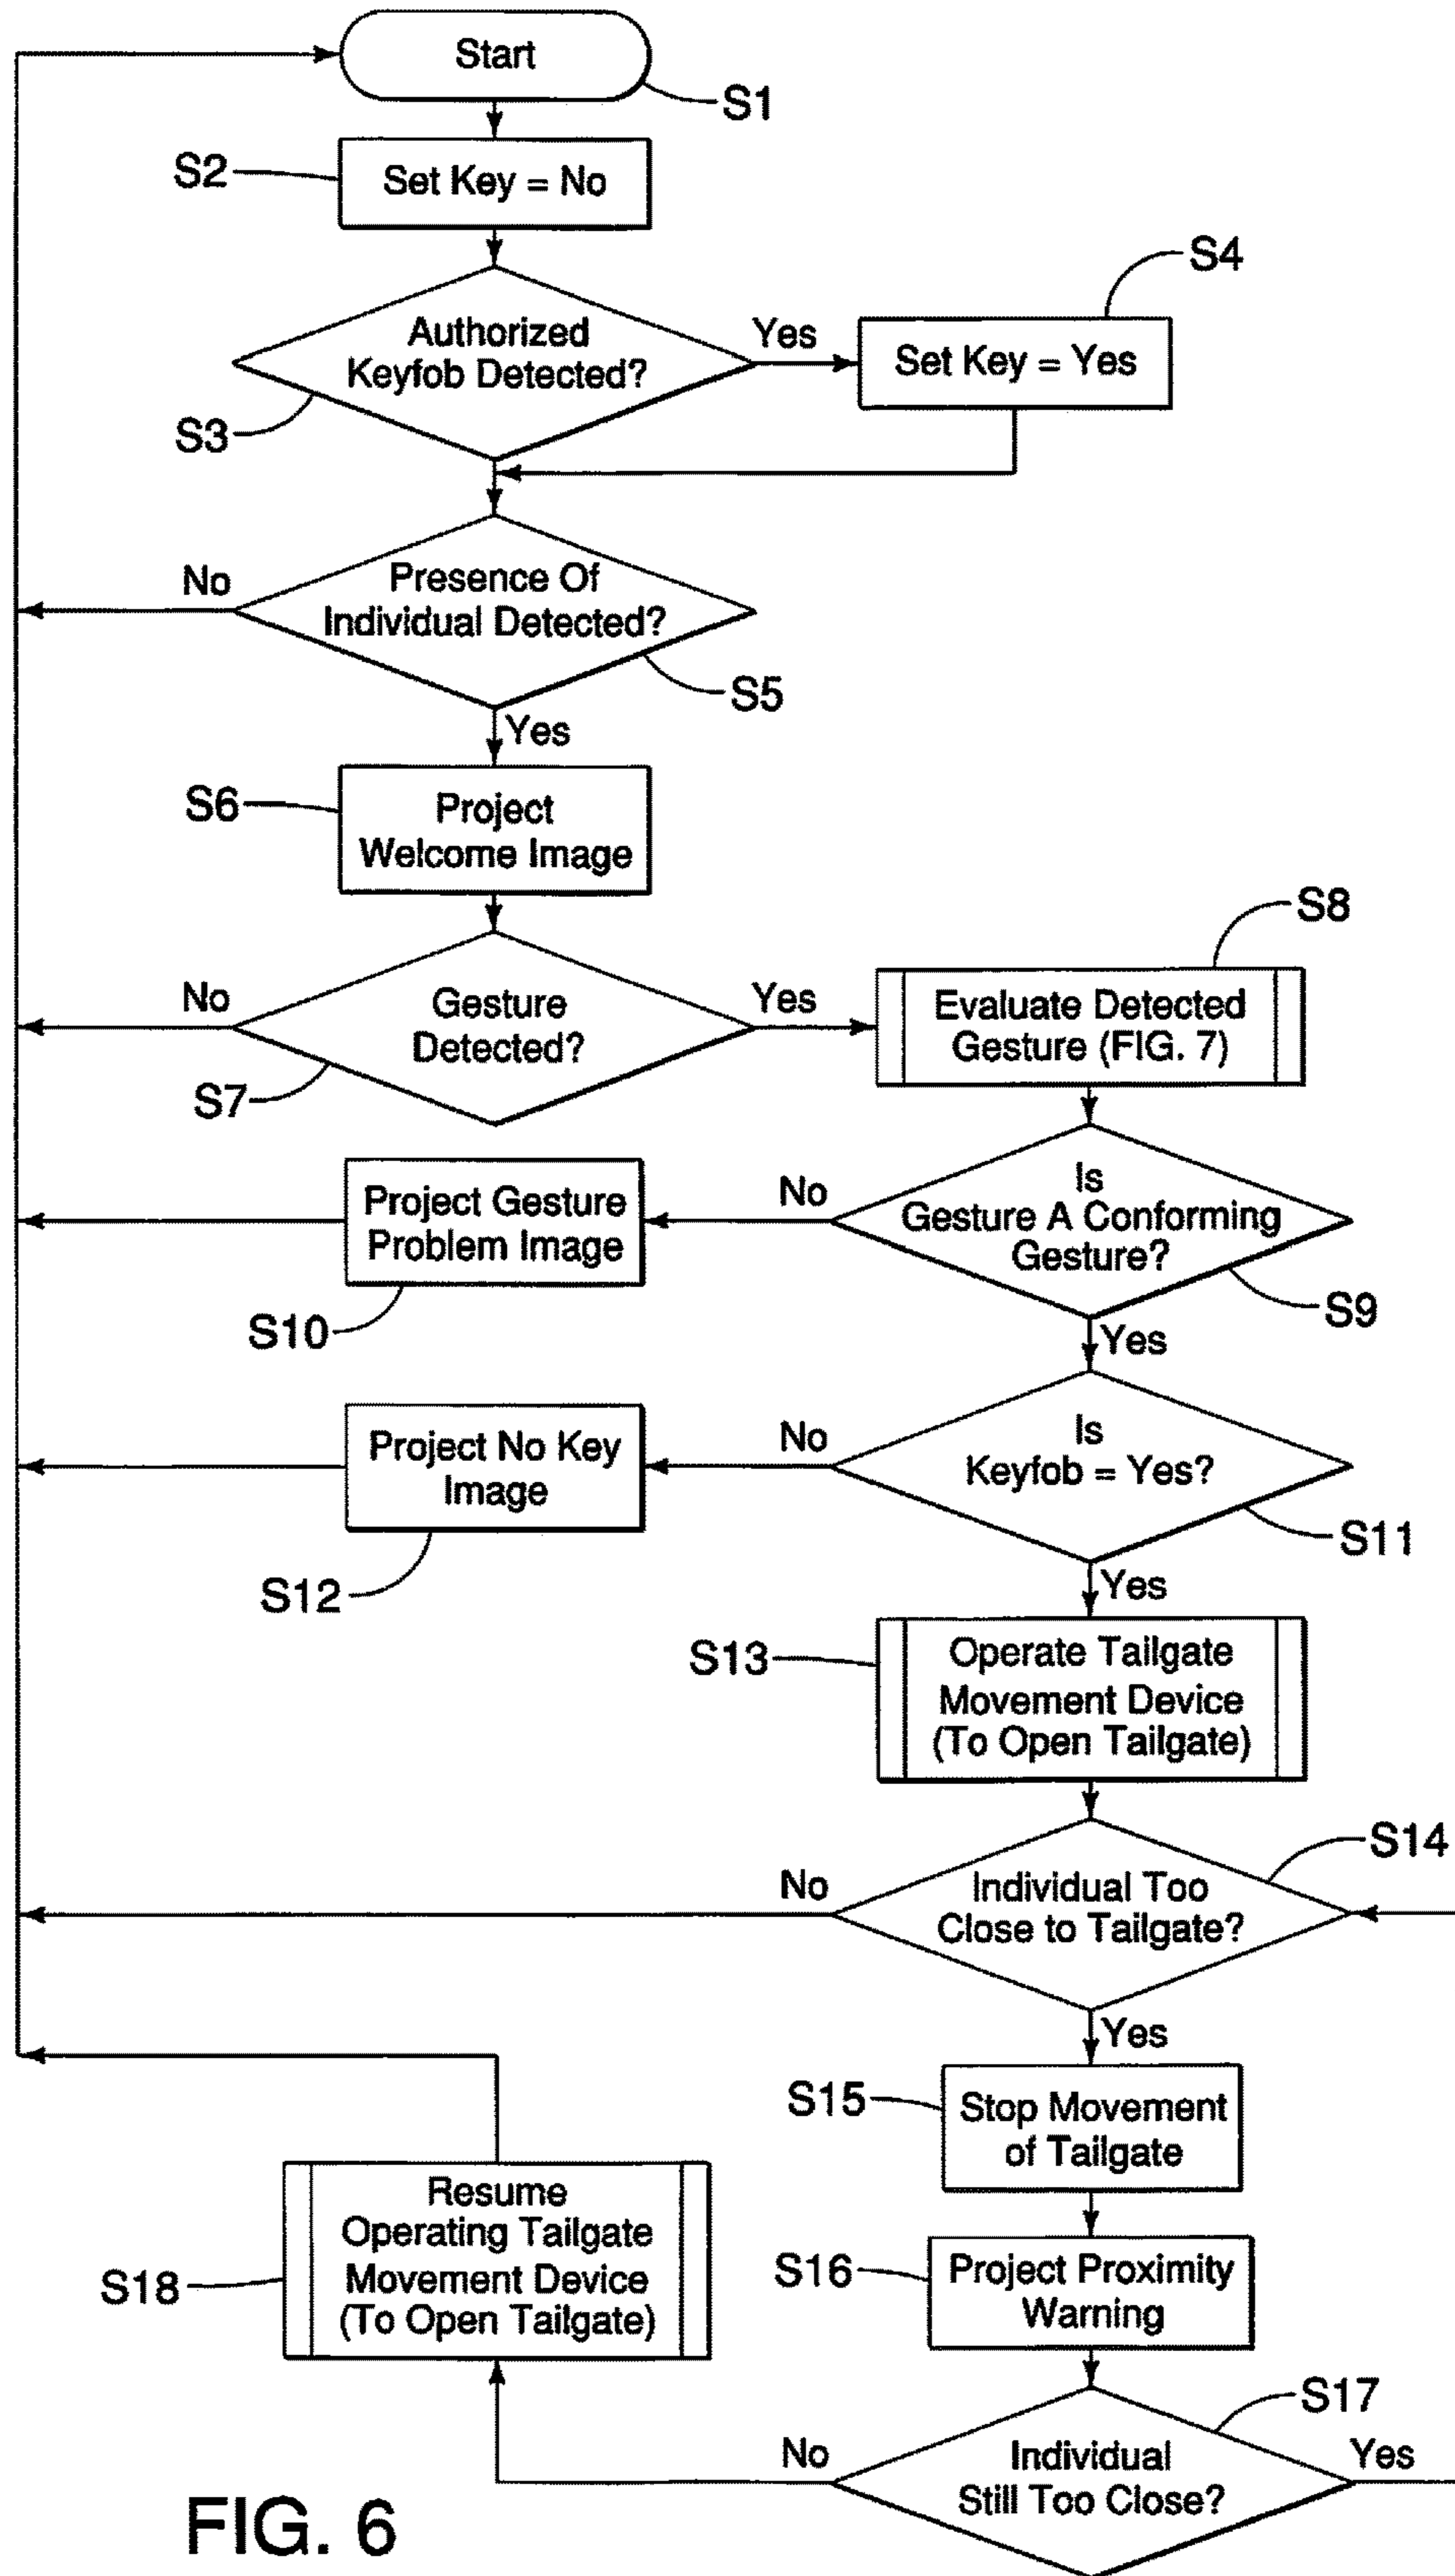 Start
S1
S2
Set Key = No
S4
Authorized
Keyfob Detected?
Yes
Set Key = Yes
S3
No
Presence Of
Individual Detected?
S5
Yes
S6
Project
Welcome Image
S8
No
Gesture
Detected?
Yes
Evaluate Detected
Gesture (FIG. 7)
S7
Project Gesture
Problem Image
No
Is
Gesture A Conforming
Gesture?
S10
S9
Yes
Project No Key
Image
No
Is
Keyfob = Yes?
S12
S11
Yes
S13
Operate Tailgate
Movement Device
(To Open Tailgate)
S14
No
Individual Too
Close to Tailgate?
Yes
S15
Stop Movement
of Tailgate
S18
Resume
Operating Tailgate
Movement Device
(To Open Tailgate)
S16
Project Proximity
Warning
S17
No
Individual
Still Too Close?
Yes
FIG. 6